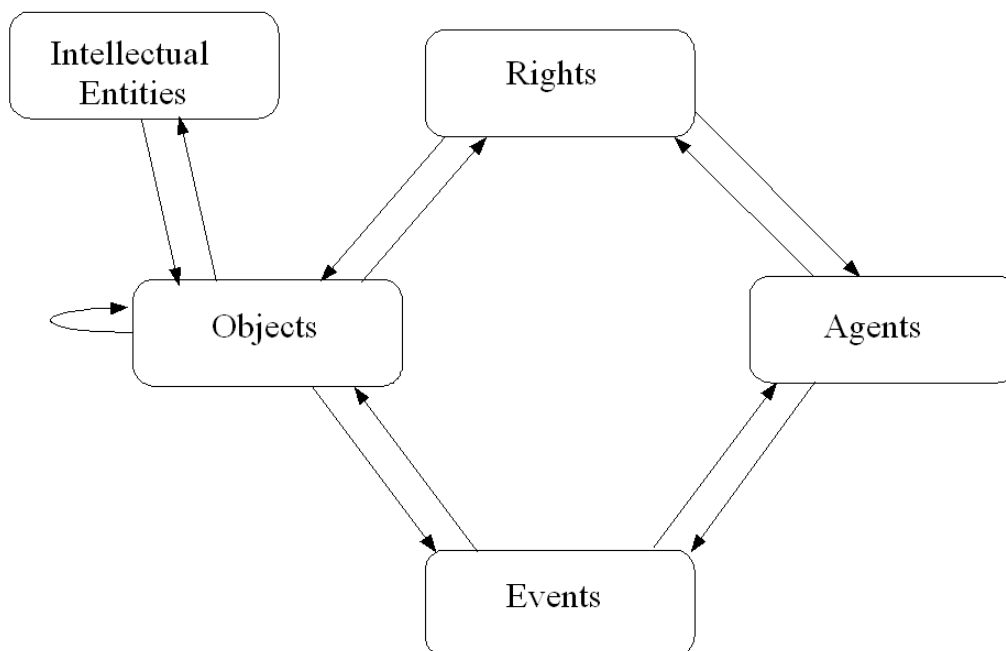 Intellectual
Entities
Rights
Objects
Agents
Events